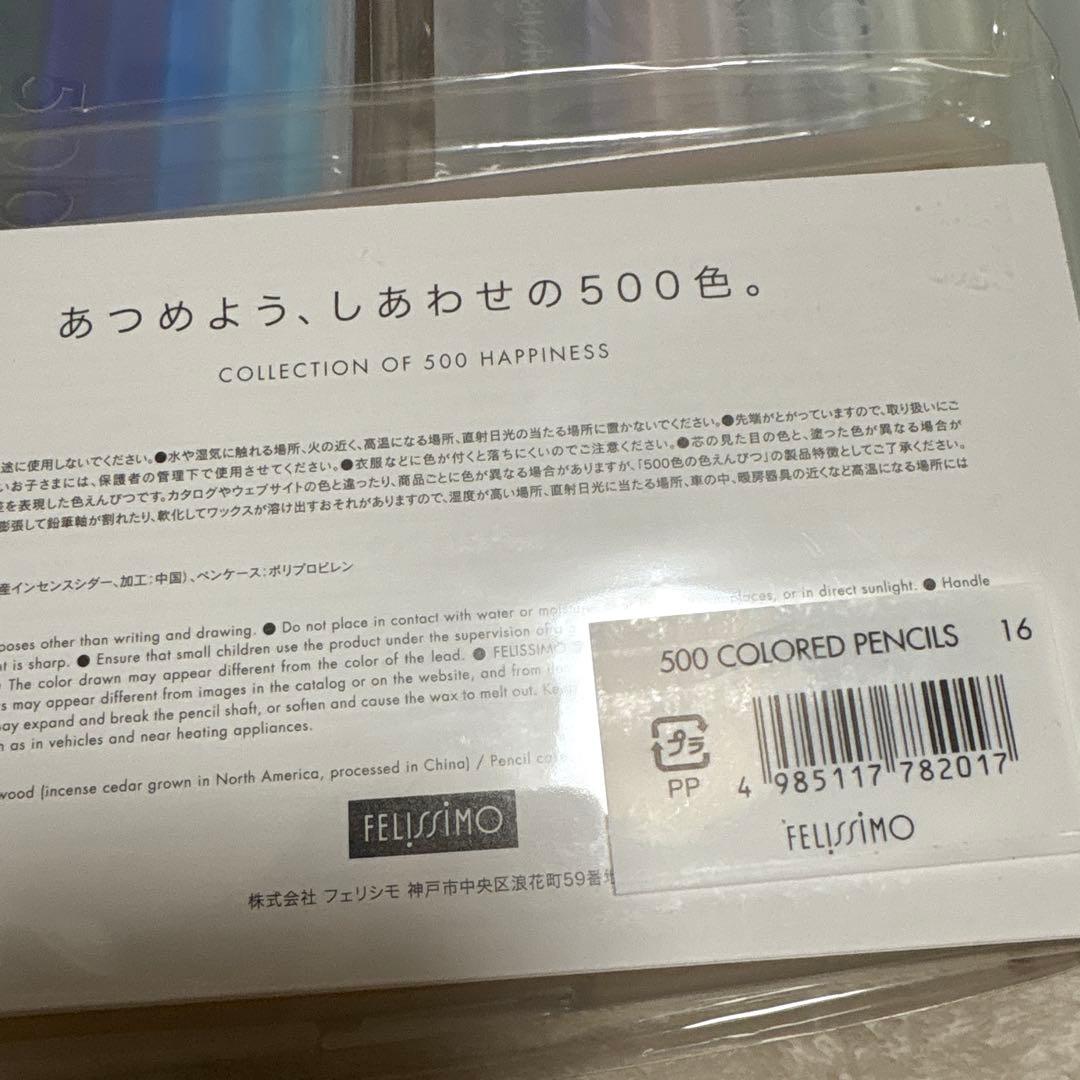 500
あつめよう、しあわせの500色。
COLLECTION OF 500 HAPPINESS
途に使用しないでください。●水や湿気に触れる場所、火の近く、高温になる場所、直射日光の当たる場所に置かないでください。●先端がとがっていますので、取り扱いにご
いお子さまには、保護者の管理下で使用させてください。●衣服などに色が付くと落ちにくいのでご注意ください。●芯の見た目の色と、塗った色が異なる場合が
を表現した色えんぴつです。カタログやウェブサイトの色と違ったり、商品ごとに色が異なる場合がありますが、「500色の色えんぴつ」の製品特徴としてご了承ください。
膨張して鉛筆軸が割れたり、軟化してワックスが溶け出すおそれがありますので、湿度が高い場所、直射日光に当たる場所、車の中、暖房器具の近くなど高温になる場所には
産インセンスシダー、加工:中国)、ペンケース:ポリプロピレン
poses other than writing and drawing. ● Do not place in contact with water or places, or in direct sunlight. ● Handle
t is sharp. ● Ensure that small children use the product under the supervision of
The color drawn may appear different from the color of the lead. ● FELISSIMO
s may appear different from images in the catalog or on the website, and from
ay expand and break the pencil shaft, or soften and cause the wax to melt out.
as in vehicles and near heating appliances.
wood (incense cedar grown in North America, processed in China) / Pencil
FELISSIMO
株式会社 フェリシモ 神戸市中央区浪花町59番
500 COLORED PENCILS 16
プラ
PP
4 985117 782017
FELISSIMO